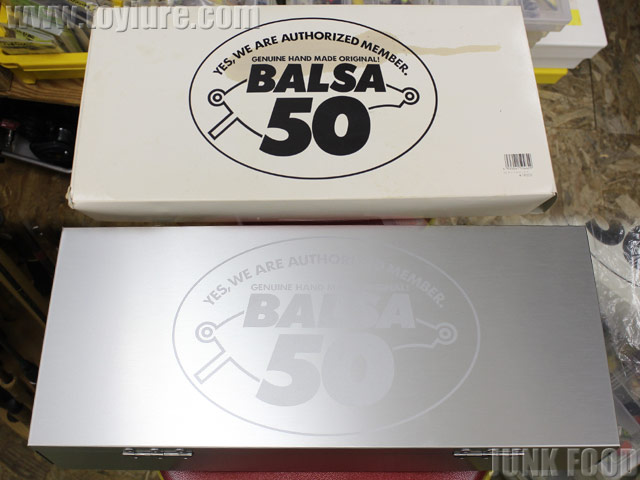 www.toylure.com
YES, WE ARE AUTHORIZED MEMBER.
GENUINE HAND MADE ORIGINAL!
BALSA
50
YES, WE ARE AUTHORIZED MEMBER.
GENUINE HAND MADE ORIGINAL!
BALSA
50
JUNK FOOD